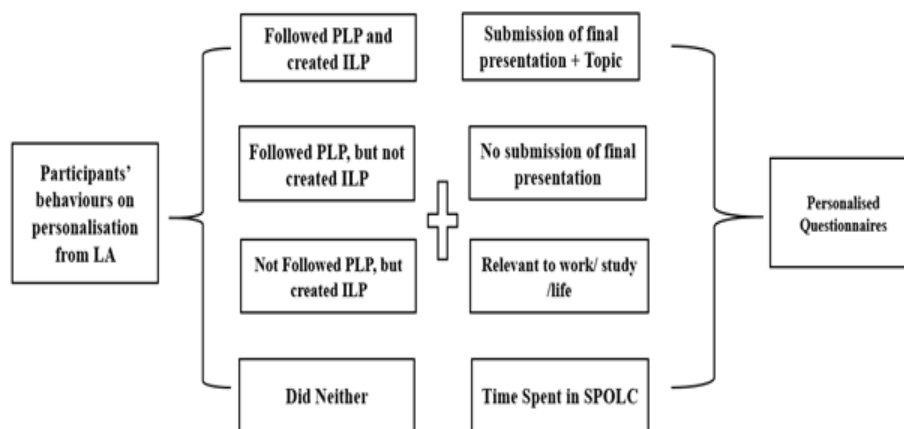 Participants'
behaviours on
personalisation
from LA
Followed PLP and
created ILP
Followed PLP, but not
created ILP
Not Followed PLP, but
created ILP
Did Neither
Submission of final
presentation + Topic
No submission of final
presentation
Relevant to work/ study
/life
Time Spent in SPOLC
Personalised
Questionnaires